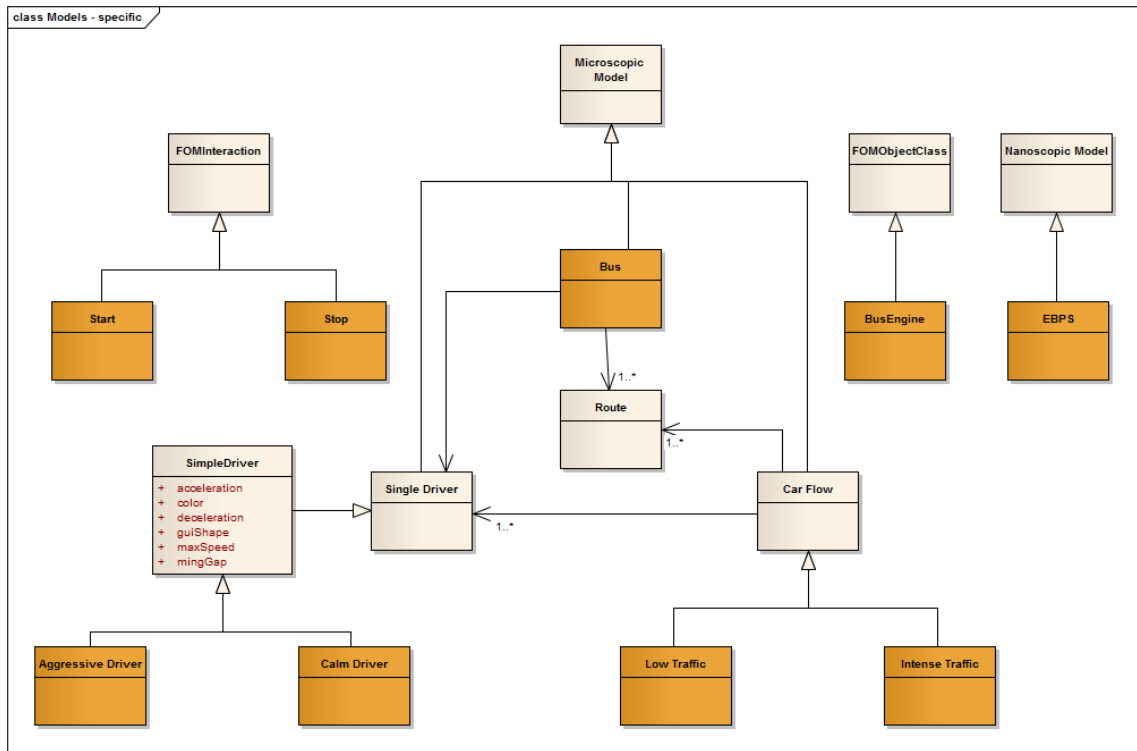 class Models - specific
Microscopic
Model
FOMInteraction
FOMObjectClass
Nanoscopic Model
Bus
Start
Stop
BusEngine
EBPS
1..*
Route
1..*
SimpleDriver
+ acceleration
+ color
+ deceleration
+ guiShape
+ maxSpeed
+ mingGap
Single Driver
Car Flow
1..*
Aggressive Driver
Calm Driver
Low Traffic
Intense Traffic